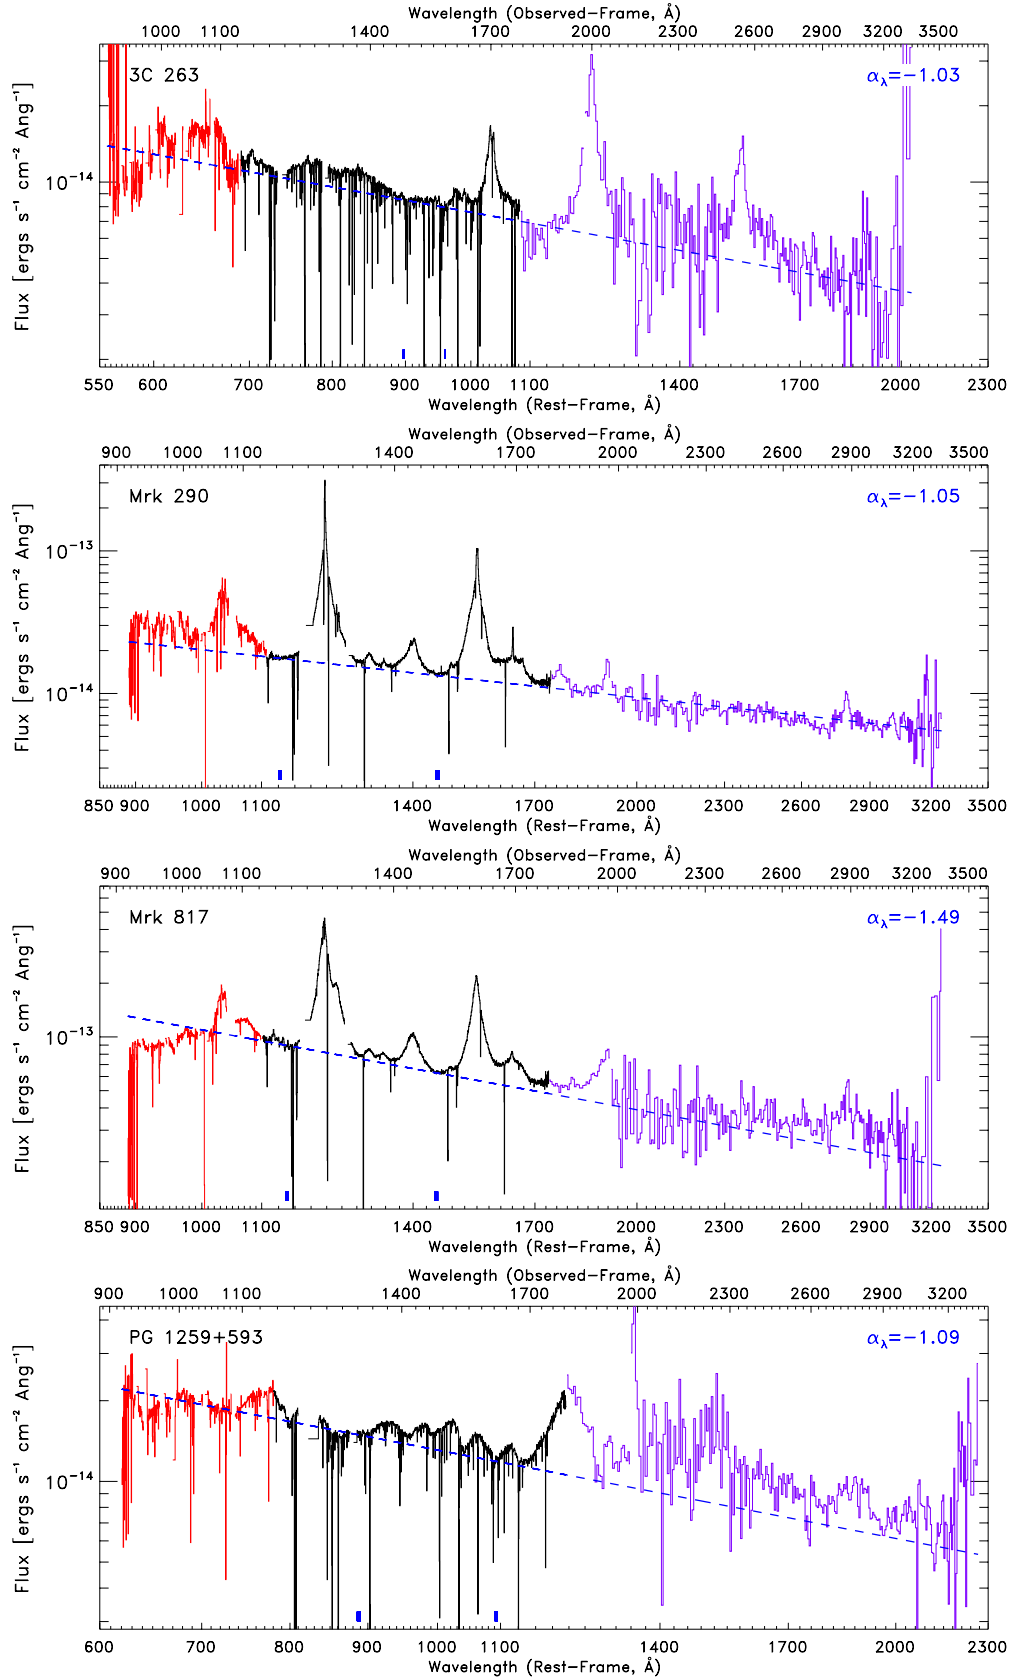 Wavelength (Observed-Frame, Å)
1000 1100 1400 1700 2000 2300 2600 2900 3200 3500
3C 263 αλ=-1.03
10⁻¹⁴
Flux [ergs s⁻¹ cm⁻² Ang⁻¹]
550 600 700 800 900 1000 1100 1400 1700 2000 2300
Wavelength (Rest-Frame, Å)
Wavelength (Observed-Frame, Å)
900 1000 1100 1400 1700 2000 2300 2600 2900 3200 3500
Mrk 290 αλ=-1.05
10⁻¹³
10⁻¹⁴
Flux [ergs s⁻¹ cm⁻² Ang⁻¹]
850 900 1000 1100 1400 1700 2000 2300 2600 2900 3200 3500
Wavelength (Rest-Frame, Å)
Wavelength (Observed-Frame, Å)
900 1000 1100 1400 1700 2000 2300 2600 2900 3200 3500
Mrk 817 αλ=-1.49
10⁻¹³
Flux [ergs s⁻¹ cm⁻² Ang⁻¹]
850 900 1000 1100 1400 1700 2000 2300 2600 2900 3200 3500
Wavelength (Rest-Frame, Å)
Wavelength (Observed-Frame, Å)
900 1000 1100 1400 1700 2000 2300 2600 2900 3200
PG 1259+593 αλ=-1.09
10⁻¹⁴
Flux [ergs s⁻¹ cm⁻² Ang⁻¹]
600 700 800 900 1000 1100 1400 1700 2000 2300
Wavelength (Rest-Frame, Å)